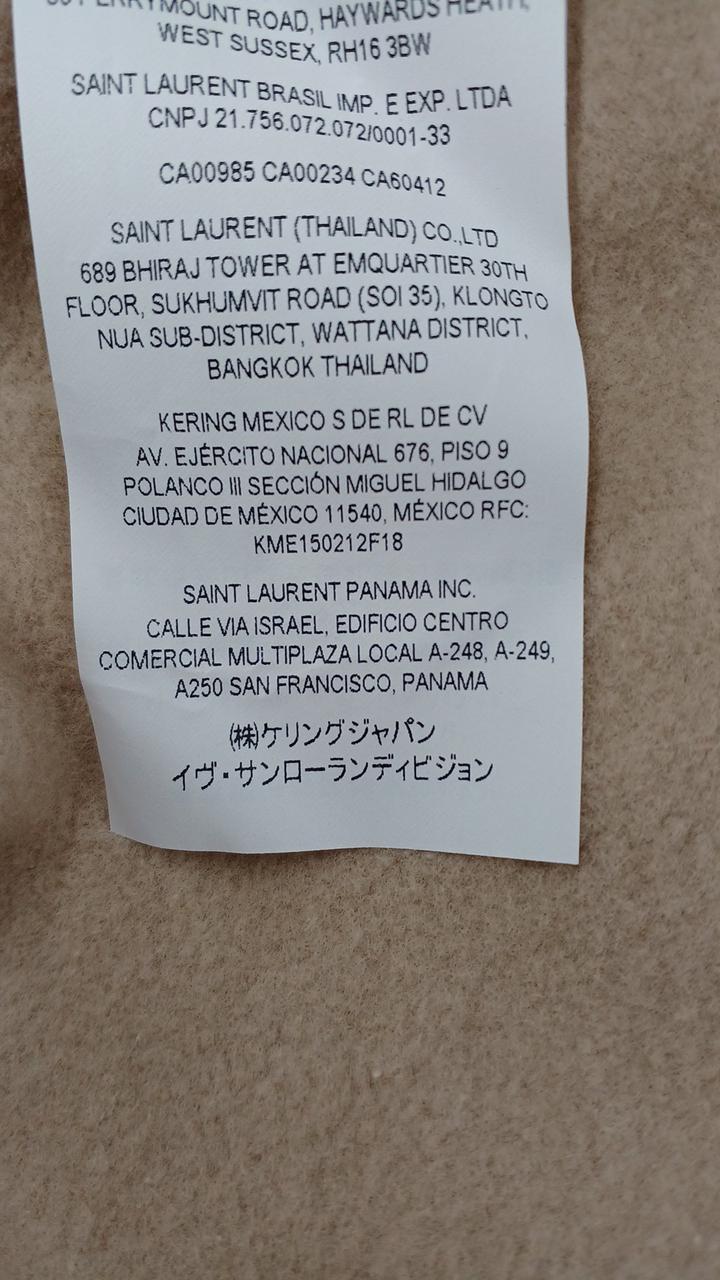 PERRYMOUNT ROAD, HAYWARDS HEATH,
WEST SUSSEX, RH16 3BW
SAINT LAURENT BRASIL IMP. E EXP. LTDA
CNPJ 21.756.072.072/0001-33
CA00985 CA00234 CA60412
SAINT LAURENT (THAILAND) CO.,LTD
689 BHIRAJ TOWER AT EMQUARTIER 30TH
FLOOR, SUKHUMVIT ROAD (SOI 35), KLONGTO
NUA SUB-DISTRICT, WATTANA DISTRICT,
BANGKOK THAILAND
KERING MEXICO S DE RL DE CV
AV. EJÉRCITO NACIONAL 676, PISO 9
POLANCO III SECCIÓN MIGUEL HIDALGO
CIUDAD DE MÉXICO 11540, MÉXICO RFC:
KME150212F18
SAINT LAURENT PANAMA INC.
CALLE VIA ISRAEL, EDIFICIO CENTRO
COMERCIAL MULTIPLAZA LOCAL A-248, A-249,
A250 SAN FRANCISCO, PANAMA
(株)ケリングジャパン
イヴ・サンローランディビジョン